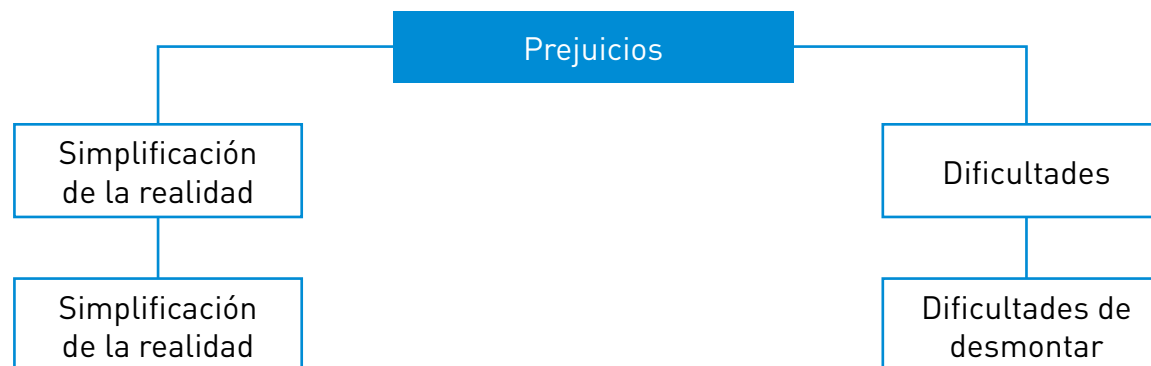 Prejuicios
Simplificación
de la realidad
Dificultades
Simplificación
de la realidad
Dificultades de
desmontar